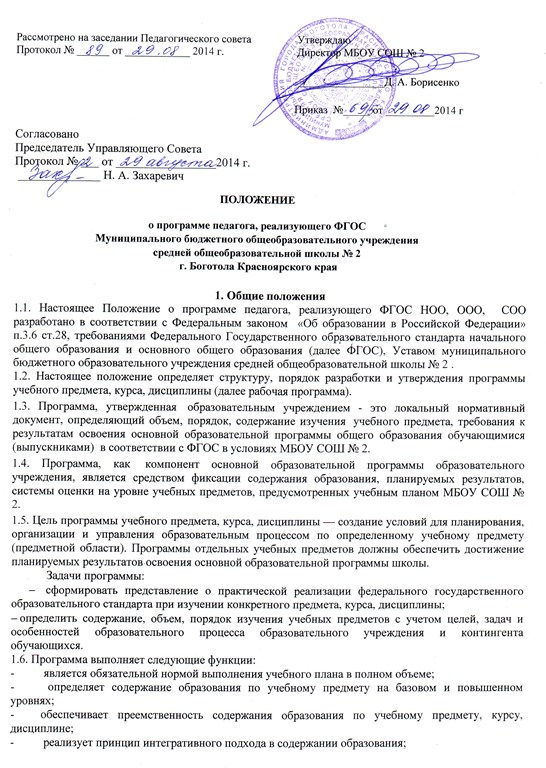 Рассмотрено на заседании Педагогического совета
Протокол № 89 от 29.08 2014 г.
Утверждаю
Директор МБОУ СОШ № 2
Д. А. Борисенко
Приказ № от 29 08 2014 г
Согласовано
Председатель Управляющего Совета
Протокол № 12 от 29 августа 2014 г.
Н. А. Захаревич
ПОЛОЖЕНИЕ
о программе педагога, реализующего ФГОС
Муниципального бюджетного общеобразовательного учреждения
средней общеобразовательной школы № 2
г. Боготола Красноярского края
1. Общие положения
1.1. Настоящее Положение о программе педагога, реализующего ФГОС НОО, ООО, СОО
разработано в соответствии с Федеральным законом «Об образовании в Российской Федерации»
п.3.6 ст.28, требованиями Федерального Государственного образовательного стандарта начального
общего образования и основного общего образования (далее ФГОС), Уставом муниципального
бюджетного образовательного учреждения средней общеобразовательной школы № 2 .
1.2. Настоящее положение определяет структуру, порядок разработки и утверждения программы
учебного предмета, курса, дисциплины (далее рабочая программа).
1.3. Программа, утвержденная образовательным учреждением - это локальный нормативный
документ, определяющий объем, порядок, содержание изучения учебного предмета, требования к
результатам освоения основной образовательной программы общего образования обучающимися
(выпускниками) в соответствии с ФГОС в условиях МБОУ СОШ № 2.
1.4. Программа, как компонент основной образовательной программы образовательного
учреждения, является средством фиксации содержания образования, планируемых результатов,
системы оценки на уровне учебных предметов, предусмотренных учебным планом МБОУ СОШ №
2.
1.5. Цель программы учебного предмета, курса, дисциплины — создание условий для планирования,
организации и управления образовательным процессом по определенному учебному предмету
(предметной области). Программы отдельных учебных предметов должны обеспечить достижение
планируемых результатов освоения основной образовательной программы школы.
Задачи программы:
– сформировать представление о практической реализации федерального государственного
образовательного стандарта при изучении конкретного предмета, курса, дисциплины;
– определить содержание, объем, порядок изучения учебных предметов с учетом целей, задач и
особенностей образовательного процесса образовательного учреждения и контингента
обучающихся.
1.6. Программа выполняет следующие функции:
- является обязательной нормой выполнения учебного плана в полном объеме;
- определяет содержание образования по учебному предмету на базовом и повышенном
уровнях;
- обеспечивает преемственность содержания образования по учебному предмету, курсу,
дисциплине;
- реализует принцип интегративного подхода в содержании образования;